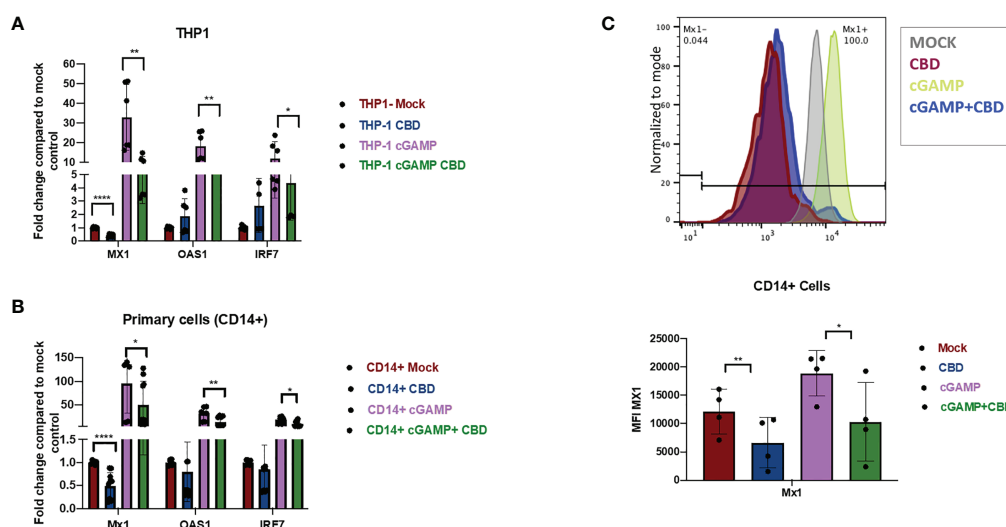 A
THP1
Fold change compared to mock
control
60
50
40
30
20
10
5
4
3
2
1
0
****
**
**
*
MX1
OAS1
IRF7
THP1- Mock
THP-1 CBD
THP-1 cGAMP
THP-1 cGAMP CBD
B
Primary cells (CD14+)
Fold change compared to mock
control
150
100
50
1.5
1.0
0.5
0.0
****
*
**
*
Mx1
OAS1
IRF7
CD14+ Mock
CD14+ CBD
CD14+ cGAMP
CD14+ cGAMP+ CBD
C
Normalized to mode
100
80
60
40
20
0
Mx1–
0.044
Mx1+
100.0
10¹
10³
10⁴
MOCK
CBD
cGAMP
cGAMP+CBD
CD14+ Cells
MFI MX1
25000
20000
15000
10000
5000
0
**
*
Mx1
Mock
CBD
cGAMP
cGAMP+CBD